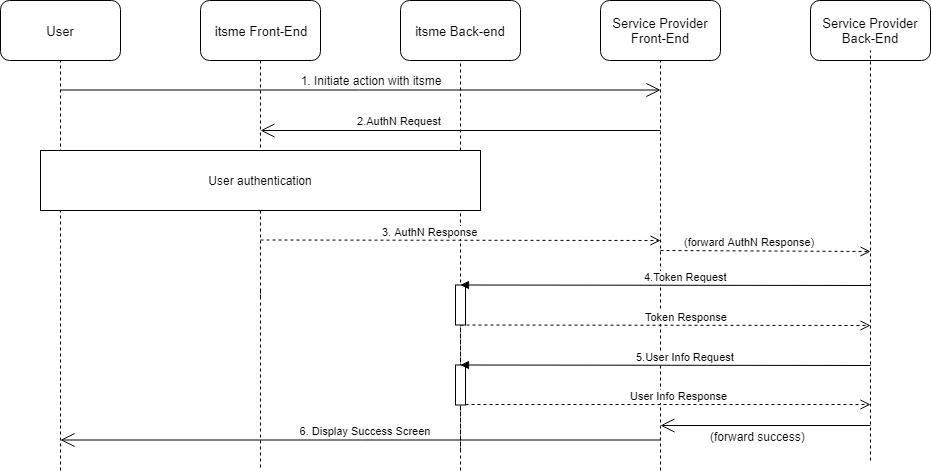 User
itsme Front-End
itsme Back-end
Service Provider
Front-End
Service Provider
Back-End
1. Initiate action with itsme
2.AuthN Request
User authentication
3. AuthN Response
(forward AuthN Response)
4.Token Request
Token Response
5.User Info Request
User Info Response
6. Display Success Screen
(forward success)